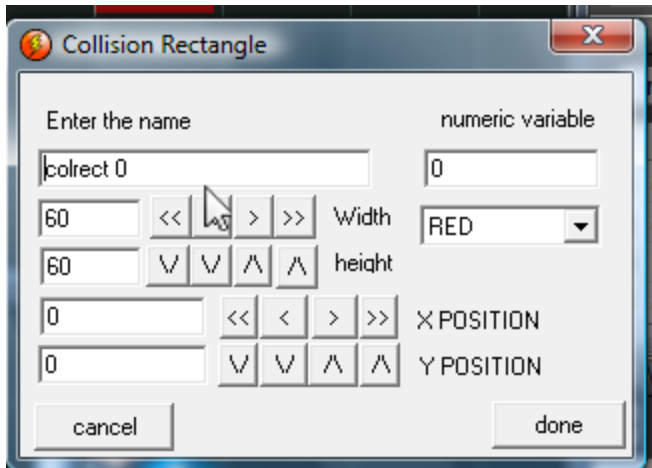 Collision Rectangle
Enter the name
numeric variable
colrect 0
0
60 << > >> Width
RED
60 \/ \/ /\ /\ height
0 << < > >> X POSITION
0 \/ \/ /\ /\ Y POSITION
cancel
done